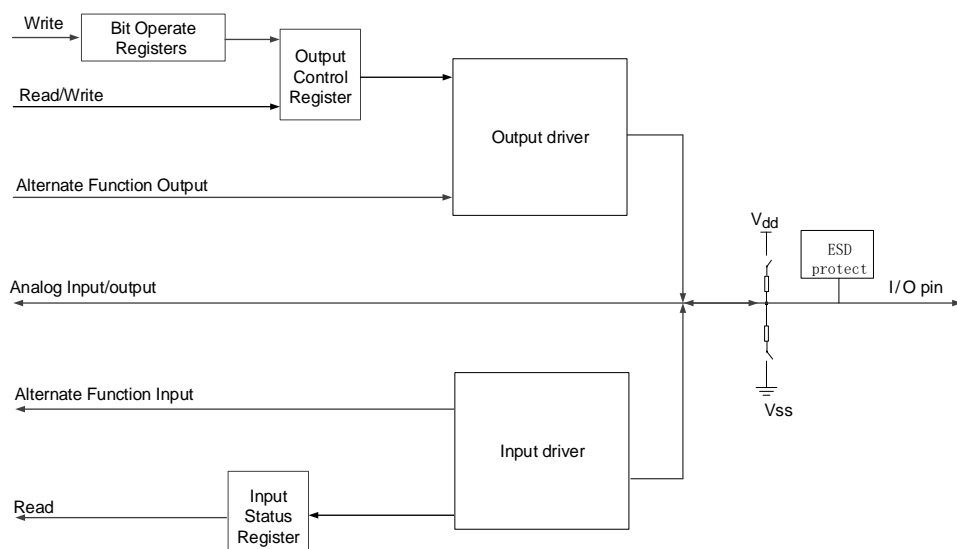 Write
Bit Operate
Registers
Output
Control
Register
Read/Write
Output driver
Alternate Function Output
Vdd
ESD
protect
Analog Input/output
I/O pin
Alternate Function Input
Vss
Input driver
Read
Input
Status
Register